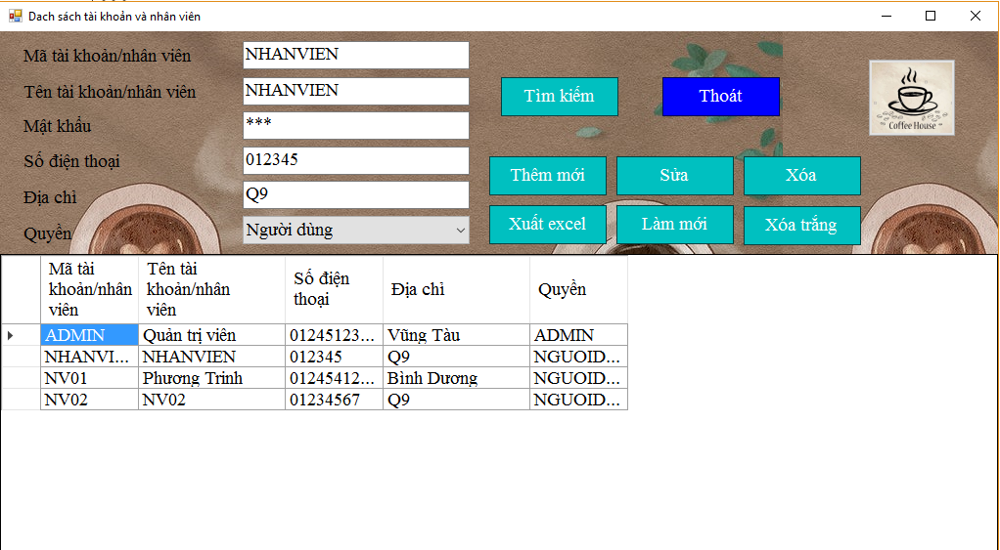 Dach sách tài khoản và nhân viên
Mã tài khoản/nhân viên NHANVIEN
Tên tài khoản/nhân viên NHANVIEN
Mật khẩu ***
Số điện thoại 012345
Địa chỉ Q9
Quyền Người dùng
Tìm kiếm Thoát
Thêm mới Sửa Xóa
Xuất excel Làm mới Xóa trắng
Coffee House
Mã tài khoản/nhân viên Tên tài khoản/nhân viên Số điện thoại Địa chỉ Quyền
ADMIN Quản trị viên 01245123... Vũng Tàu ADMIN
NHANVI... NHANVIEN 012345 Q9 NGUOID...
NV01 Phương Trinh 01245412... Bình Dương NGUOID...
NV02 NV02 01234567 Q9 NGUOID...